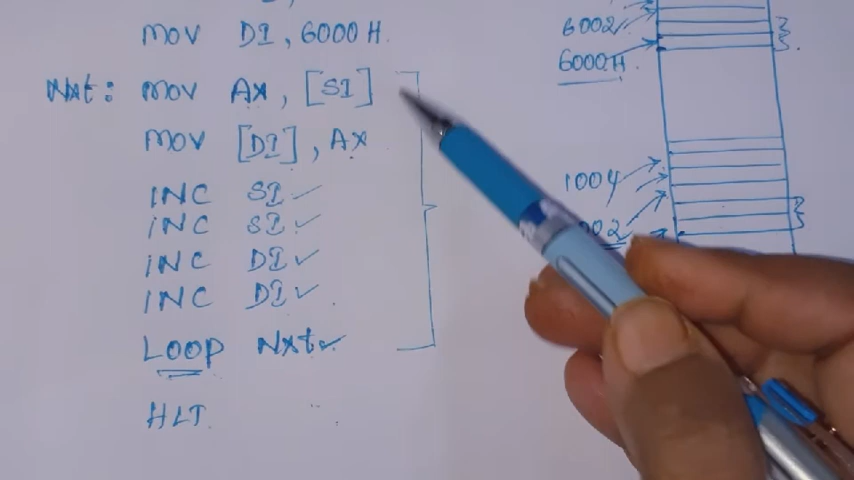 MOV DI, 6000H.
Nxt: MOV AX, [SI]
MOV [DI], AX
INC SI
INC SI
INC DI
INC DI
LOOP Nxt
HLT
6002
6000H.
1004
002